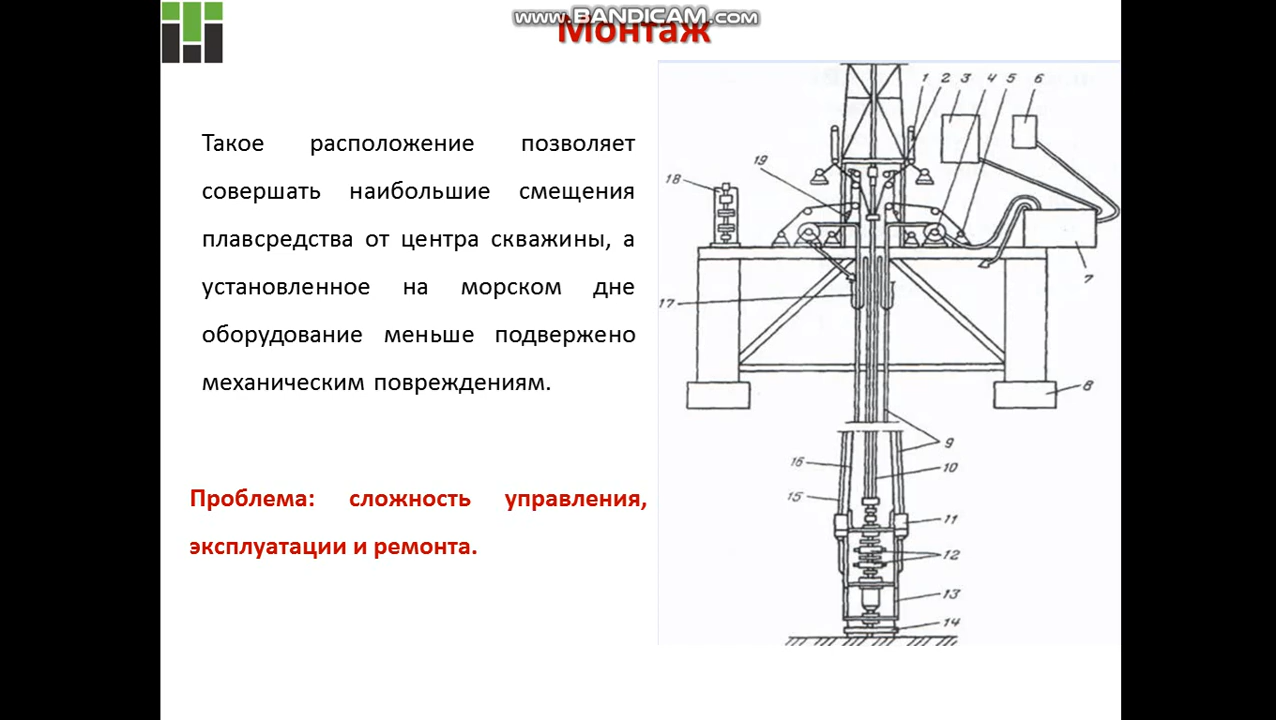 www.BANDICAM.com
Монтаж
Такое расположение позволяет
совершать наибольшие смещения
плавсредства от центра скважины, а
установленное на морском дне
оборудование меньше подвержено
механическим повреждениям.
Проблема: сложность управления,
эксплуатации и ремонта.
1 2 3 4 5 6
19
18
7
17
8
9
16
10
15
11
12
13
14